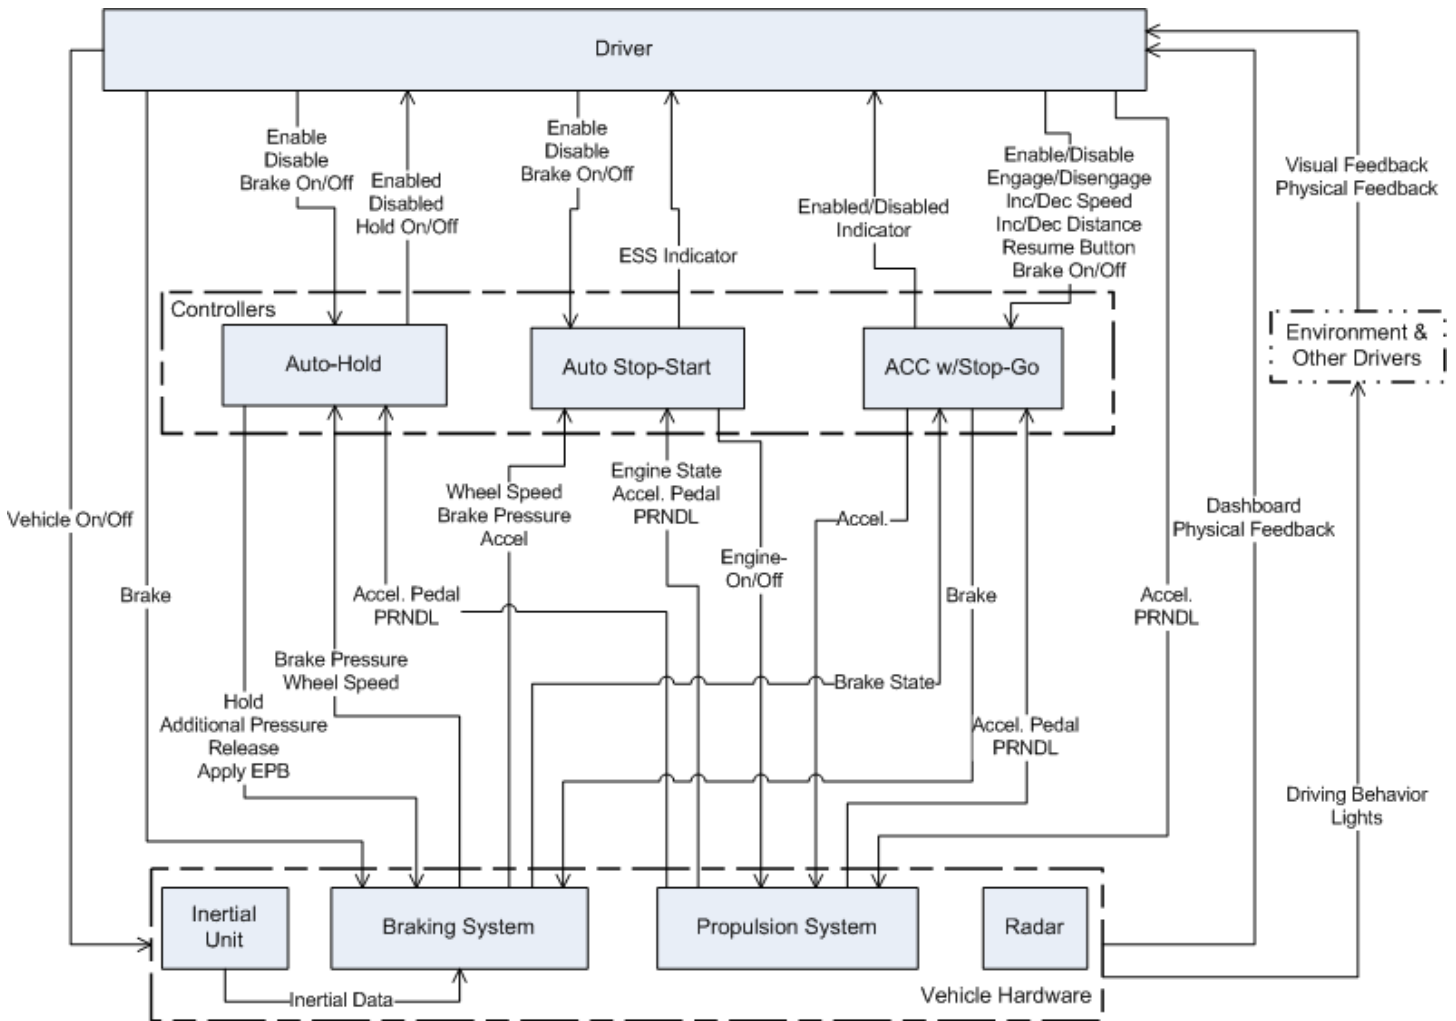 Driver
Enable
Disable
Brake On/Off
Enabled
Disabled
Hold On/Off
Enable
Disable
Brake On/Off
ESS Indicator
Enabled/Disabled
Indicator
Enable/Disable
Engage/Disengage
Inc/Dec Speed
Inc/Dec Distance
Resume Button
Brake On/Off
Visual Feedback
Physical Feedback
Controllers
Auto-Hold
Auto Stop-Start
ACC w/Stop-Go
Environment &
Other Drivers
Vehicle On/Off
Brake
Wheel Speed
Brake Pressure
Accel
Engine State
Accel. Pedal
PRNDL
Accel.
Dashboard
Physical Feedback
Engine-
On/Off
Accel. Pedal
PRNDL
Brake
Accel.
PRNDL
Brake Pressure
Wheel Speed
Brake State
Hold
Additional Pressure
Release
Apply EPB
Accel. Pedal
PRNDL
Driving Behavior
Lights
Inertial
Unit
Braking System
Propulsion System
Radar
Inertial Data
Vehicle Hardware